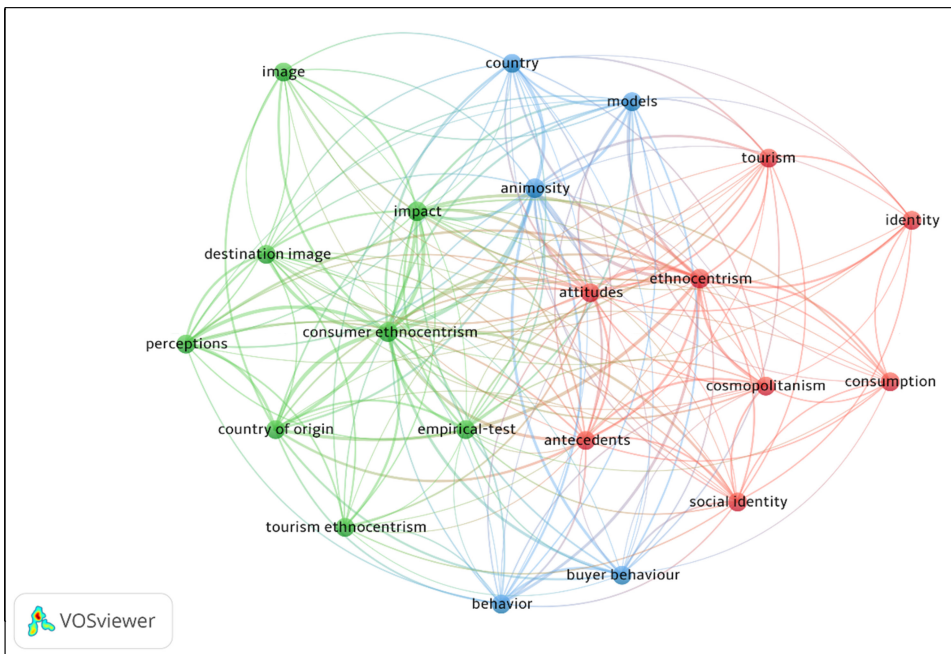 image
country
models
tourism
animosity
impact
identity
destination image
ethnocentrism
attitudes
consumer ethnocentrism
perceptions
cosmopolitanism
consumption
country of origin
empirical-test
antecedents
social identity
tourism ethnocentrism
buyer behaviour
behavior
VOSviewer